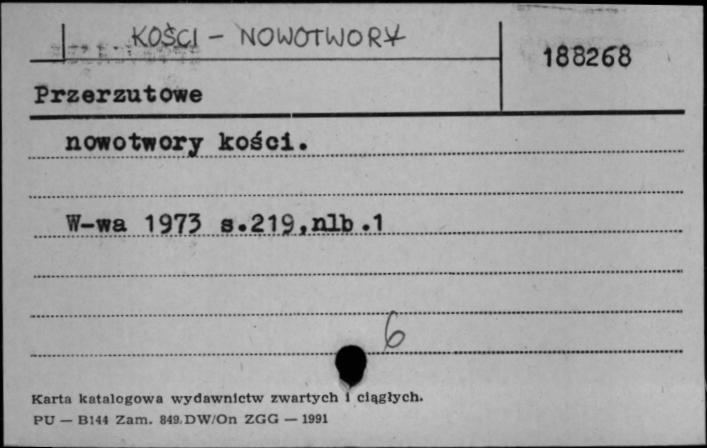 KOŚCI - NOWOTWORY
188268
Przerzutowe
nowotwory kości.
W-wa 1973 s.219,nlb.1
6
Karta katalogowa wydawnictw zwartych i ciągłych.
PU — B144 Zam. 849. DW/On ZGG — 1991